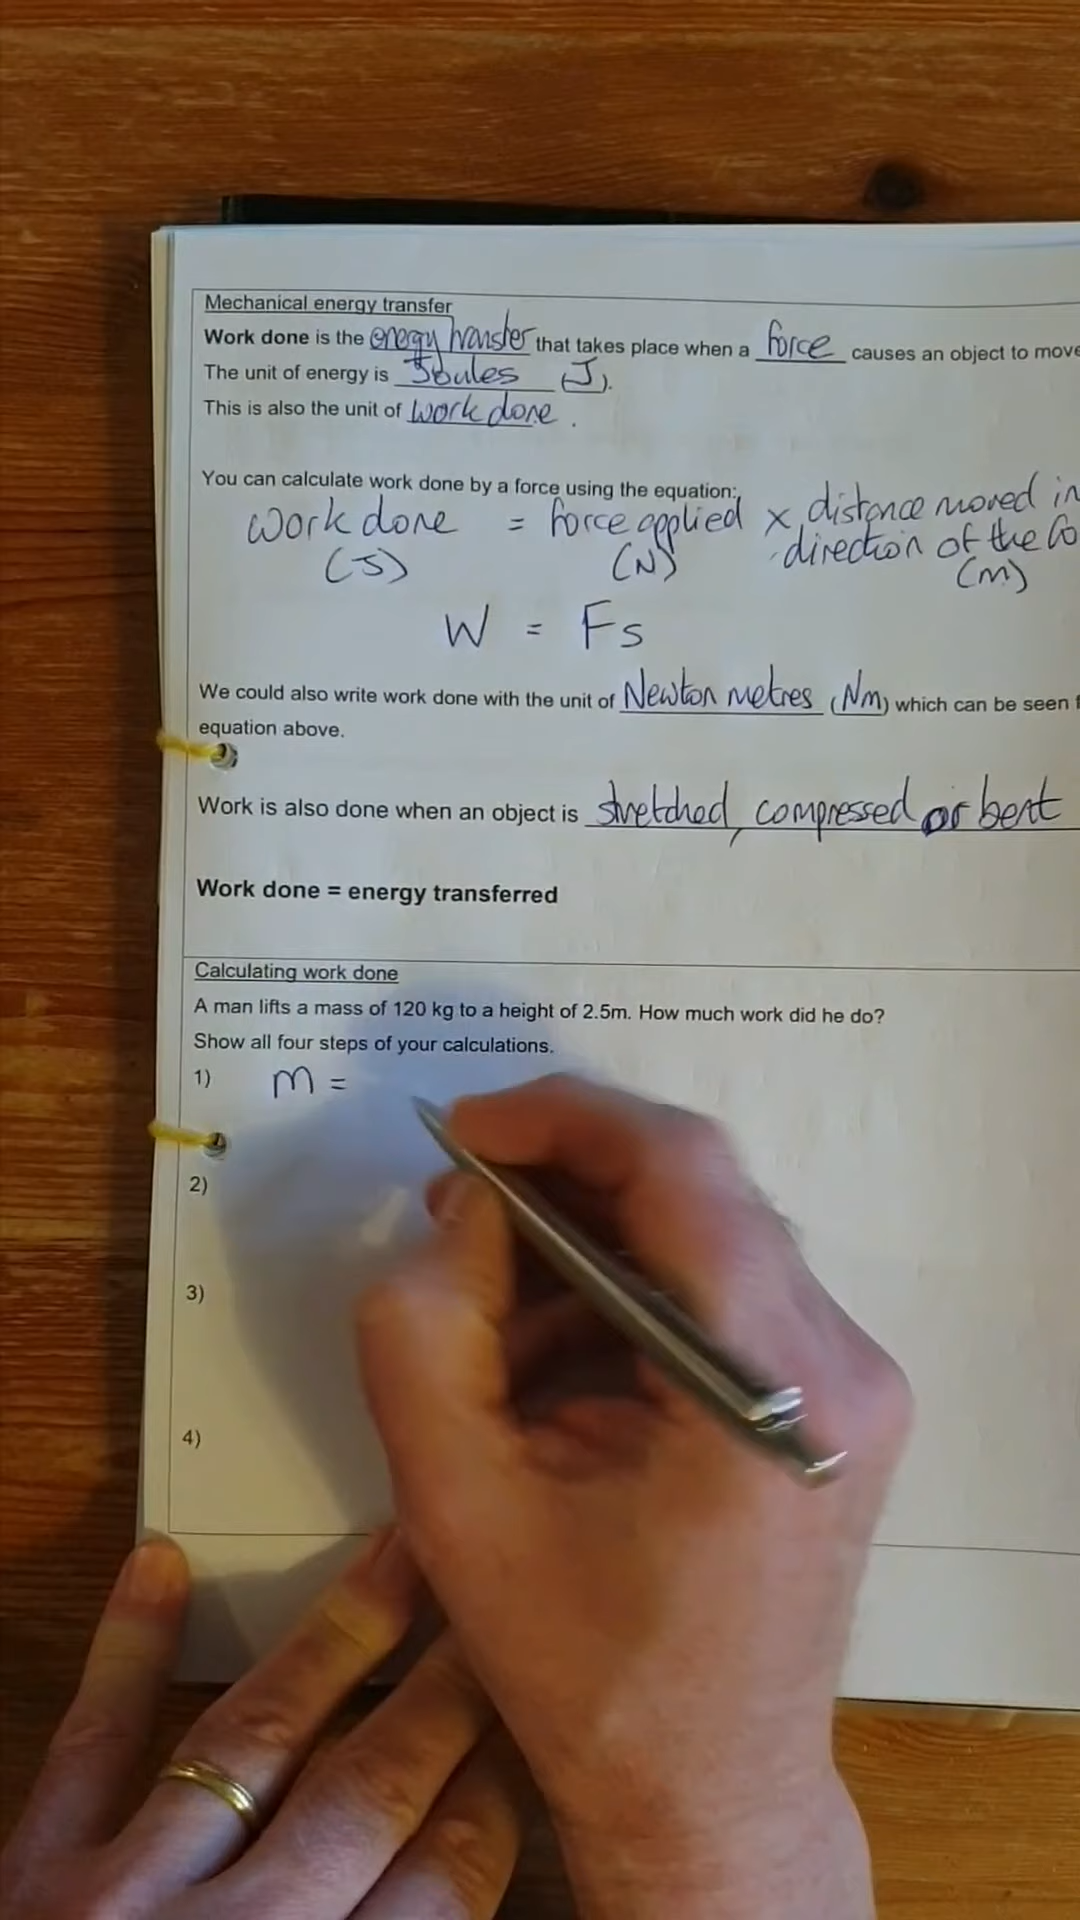 Mechanical energy transfer
Work done is the energy transfer that takes place when a force causes an object to move
The unit of energy is Joules (J).
This is also the unit of work done.
You can calculate work done by a force using the equation:
work done = force applied × distance moved in
direction of the
(J) (N) (m)
W = Fs
We could also write work done with the unit of Newton metres (Nm) which can be seen
equation above.
Work is also done when an object is stretched, compressed or bent
Work done = energy transferred
Calculating work done
A man lifts a mass of 120 kg to a height of 2.5m. How much work did he do?
Show all four steps of your calculations.
1) m =
2)
3)
4)